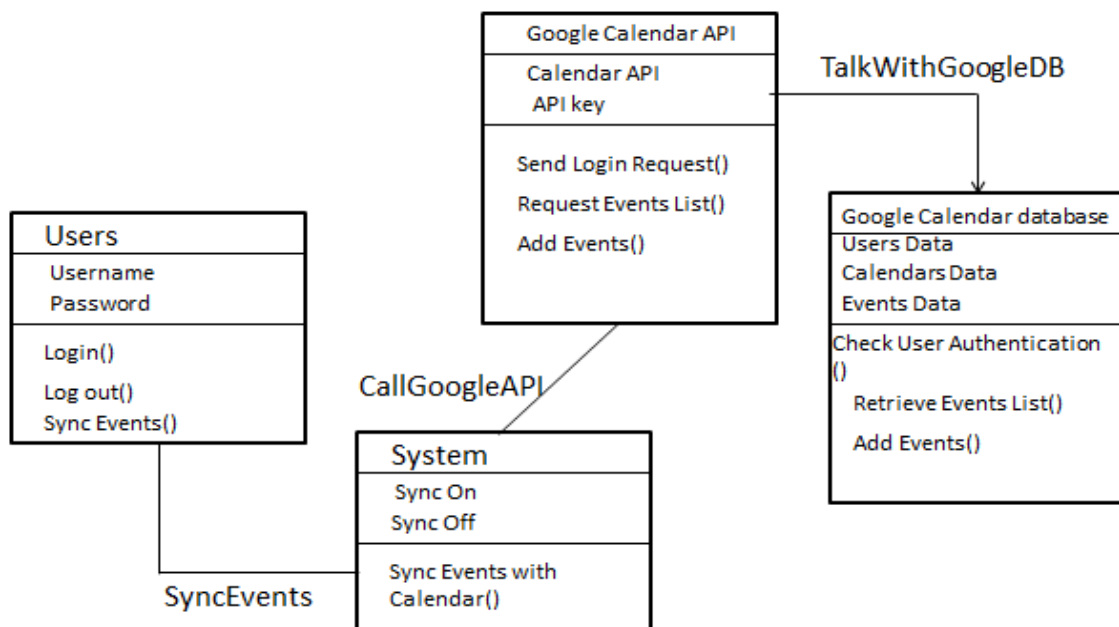 Google Calendar API
Calendar API
API key
Send Login Request()
Request Events List()
Add Events()
TalkWithGoogleDB
Google Calendar database
Users Data
Calendars Data
Events Data
Check User Authentication
()
Retrieve Events List()
Add Events()
Users
Username
Password
Login()
Log out()
Sync Events()
CallGoogleAPI
System
Sync On
Sync Off
Sync Events with
Calendar()
SyncEvents